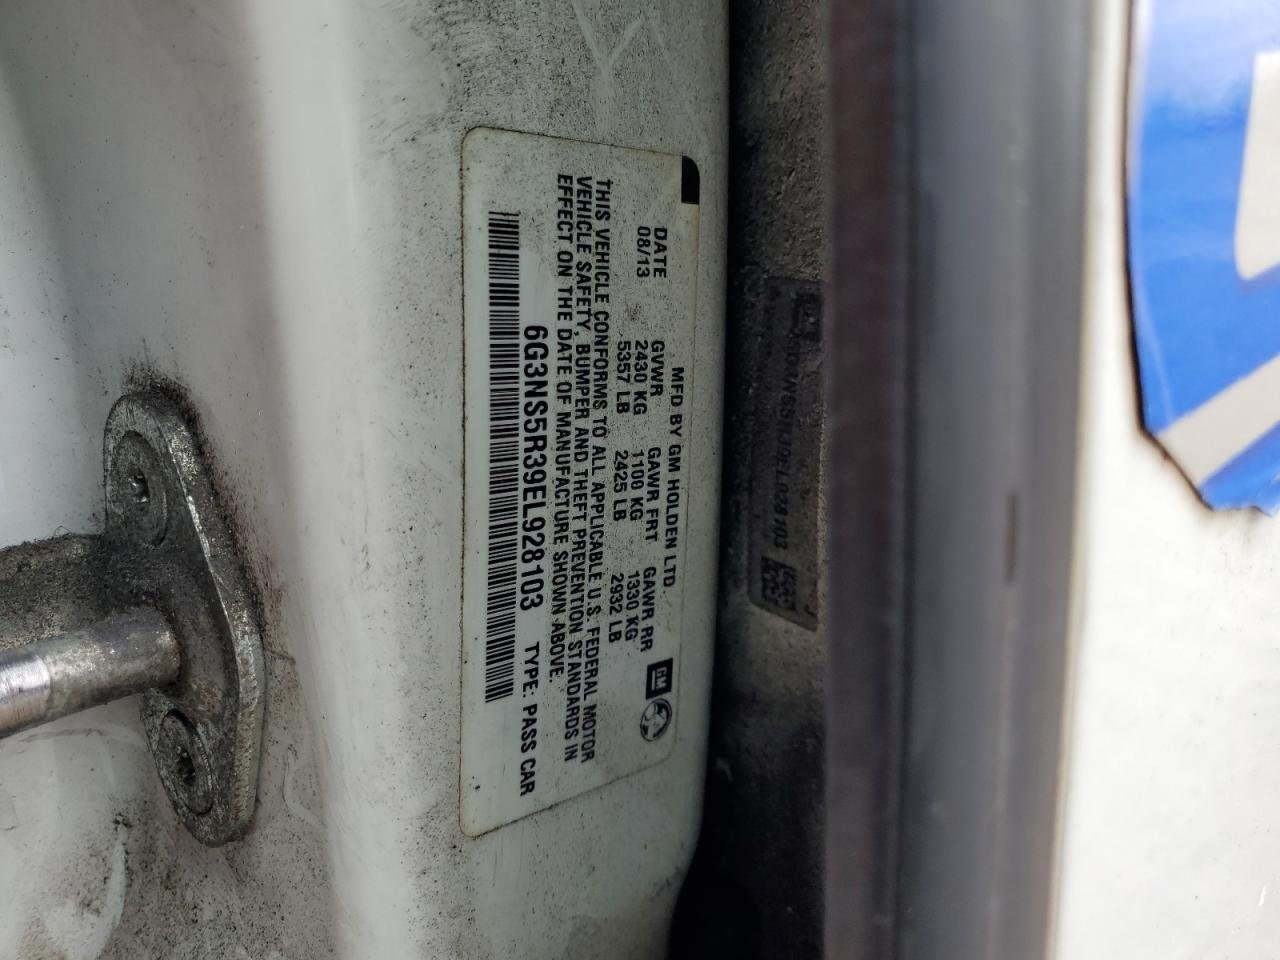 MFD BY GM HOLDEN LTD.
DATE GVWR GAWR FRT GAWR RR
08/13 2430 KG 1100 KG 1330 KG
5357 LB 2425 LB 2932 LB
GM
THIS VEHICLE CONFORMS TO ALL APPLICABLE U.S. FEDERAL MOTOR
VEHICLE SAFETY, BUMPER AND THEFT PREVENTION STANDARDS IN
EFFECT ON THE DATE OF MANUFACTURE SHOWN ABOVE.
6G3NS5R39EL928103 TYPE: PASS CAR